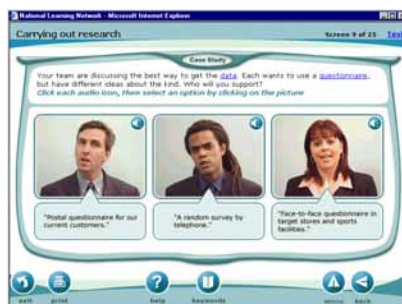 National Learning Network - Microsoft Internet Explorer
Carrying out research
Screen 9 of 25
Case Study
Your team are discussing the best way to get the data. Each wants to use a questionnaire,
but have different ideas about the kind. Who will you support?
Click each audio icon, then select an option by clicking on the picture
"Postal questionnaire for our
current customers."
"A random survey by
telephone."
"Face-to-face questionnaire in
target stores and sports
facilities."
exit
print
help
keywords
menu
back